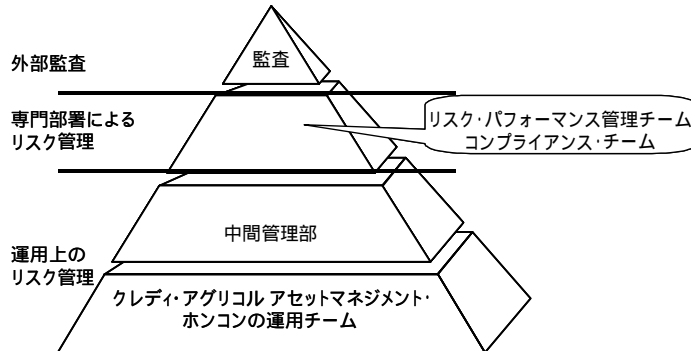 監査
外部監査
専門部署による
リスク管理
リスク・パフォーマンス管理チーム
コンプライアンス・チーム
中間管理部
運用上の
リスク管理
クレディ・アグリコル アセットマネジメント・
ホンコンの運用チーム